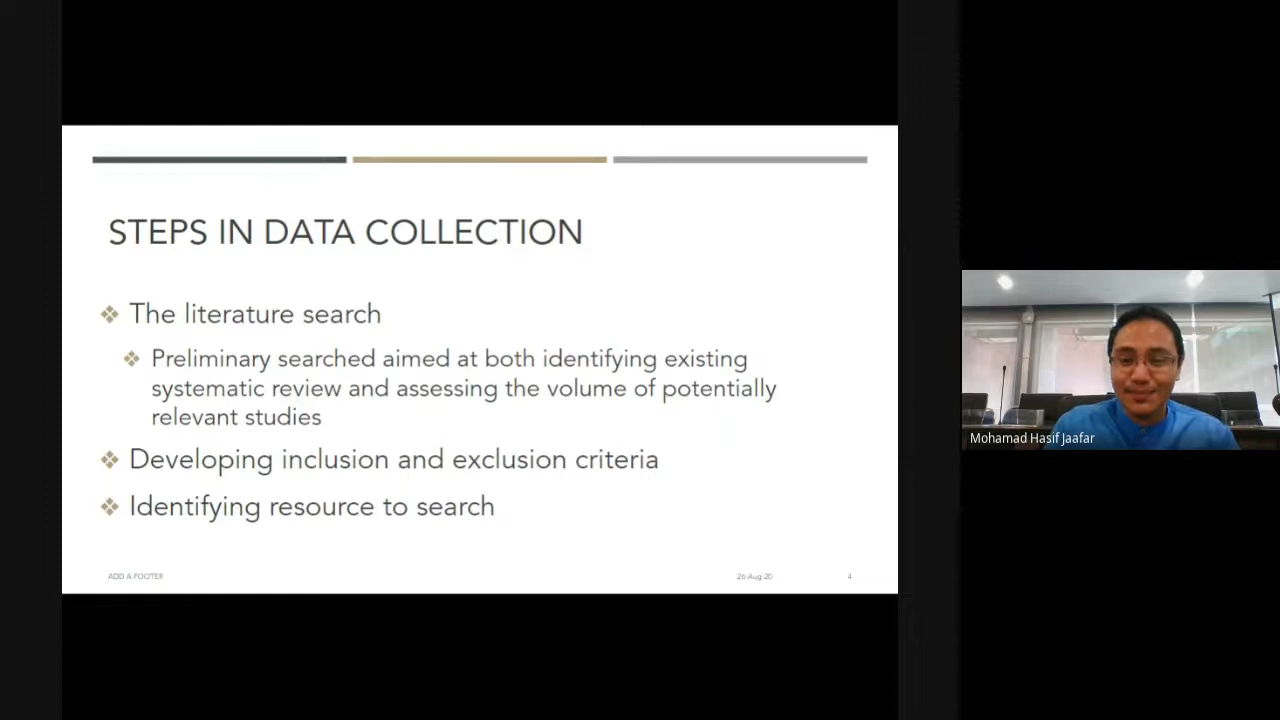 STEPS IN DATA COLLECTION
The literature search
Preliminary searched aimed at both identifying existing
systematic review and assessing the volume of potentially
relevant studies
Developing inclusion and exclusion criteria
Identifying resource to search
ADD A FOOTER
26-Aug-20
4
Mohamad Hasif Jaafar